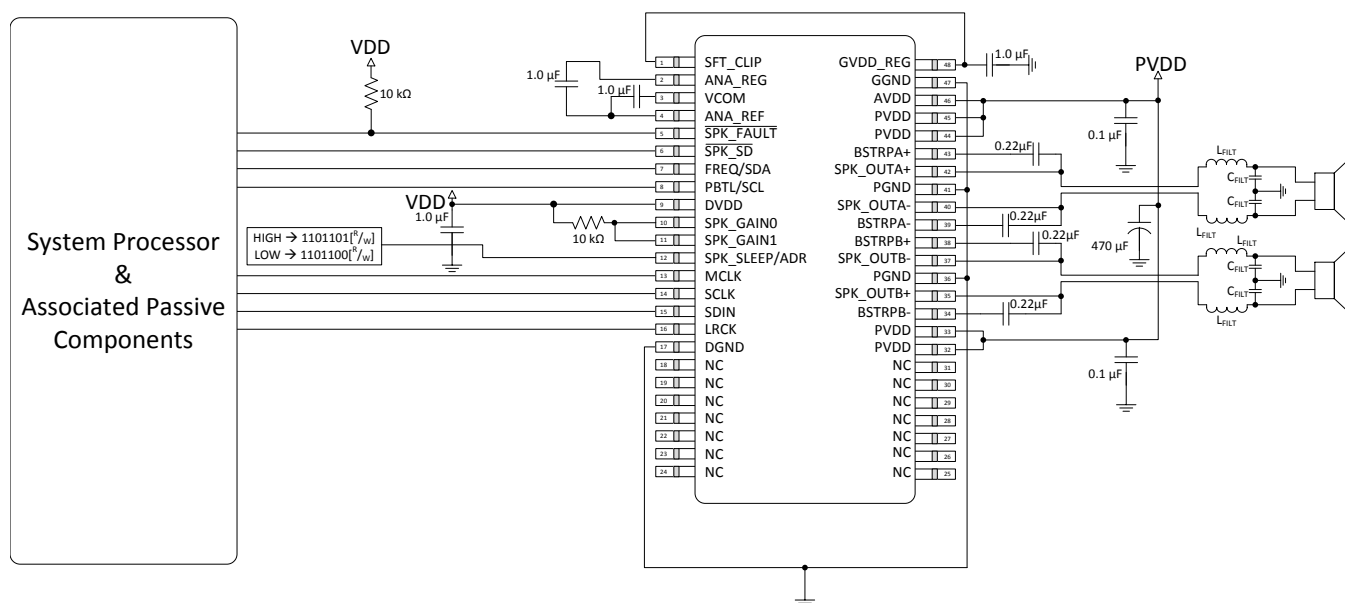 System Processor
&
Associated Passive
Components
VDD
10 kΩ
1.0 µF
1.0 µF
VDD
1.0 µF
10 kΩ
HIGH → 1101101[R/W]
LOW → 1101100[R/W]
1 SFT_CLIP
2 ANA_REG
3 VCOM
4 ANA_REF
5 SPK_FAULT
6 SPK_SD
7 FREQ/SDA
8 PBTL/SCL
9 DVDD
10 SPK_GAIN0
11 SPK_GAIN1
12 SPK_SLEEP/ADR
13 MCLK
14 SCLK
15 SDIN
16 LRCK
17 DGND
18 NC
19 NC
20 NC
21 NC
22 NC
23 NC
24 NC
GVDD_REG 48
GGND 47
AVDD 46
PVDD 45
PVDD 44
BSTRPA+ 43
SPK_OUTA+ 42
PGND 41
SPK_OUTA- 40
BSTRPA- 39
BSTRPB+ 38
SPK_OUTB- 37
PGND 36
SPK_OUTB+ 35
BSTRPB- 34
PVDD 33
PVDD 32
NC 31
NC 30
NC 29
NC 28
NC 27
NC 26
NC 25
1.0 µF
PVDD
0.1 µF
0.22µF
0.22µF
0.22µF
0.22µF
470 µF
0.1 µF
LFILT
CFILT
CFILT
LFILT
LFILT
CFILT
CFILT
LFILT